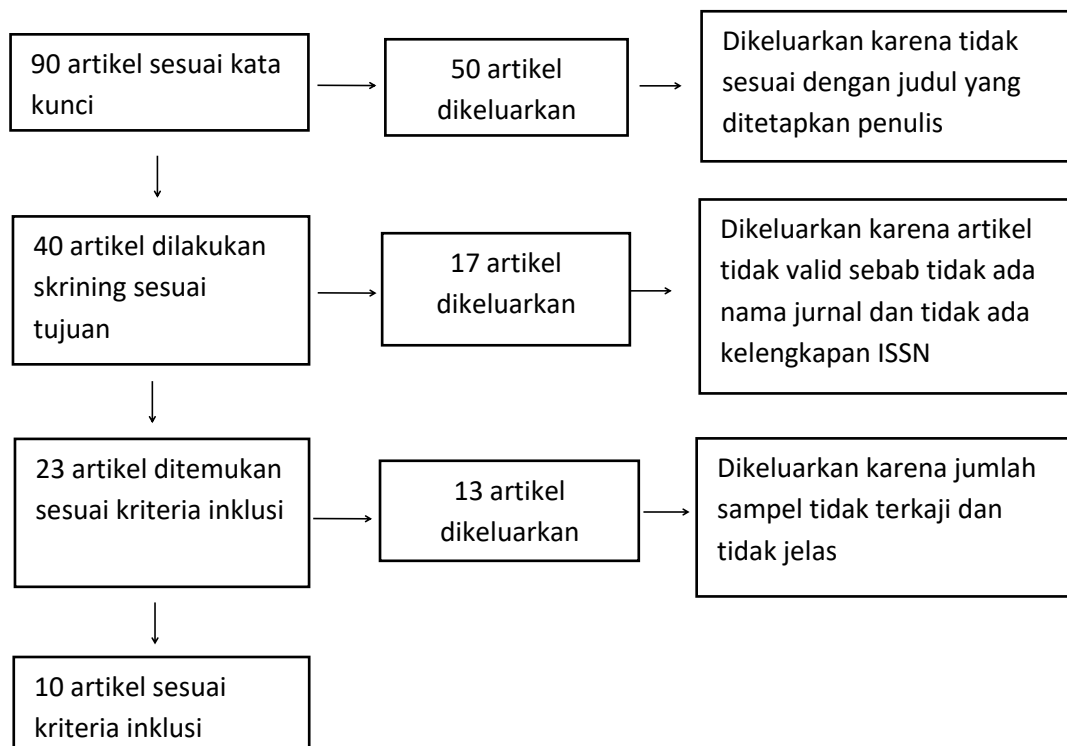 90 artikel sesuai kata
kunci
50 artikel
dikeluarkan
Dikeluarkan karena tidak
sesuai dengan judul yang
ditetapkan penulis
40 artikel dilakukan
skrining sesuai
tujuan
17 artikel
dikeluarkan
Dikeluarkan karena artikel
tidak valid sebab tidak ada
nama jurnal dan tidak ada
kelengkapan ISSN
23 artikel ditemukan
sesuai kriteria inklusi
13 artikel
dikeluarkan
Dikeluarkan karena jumlah
sampel tidak terkaji dan
tidak jelas
10 artikel sesuai
kriteria inklusi